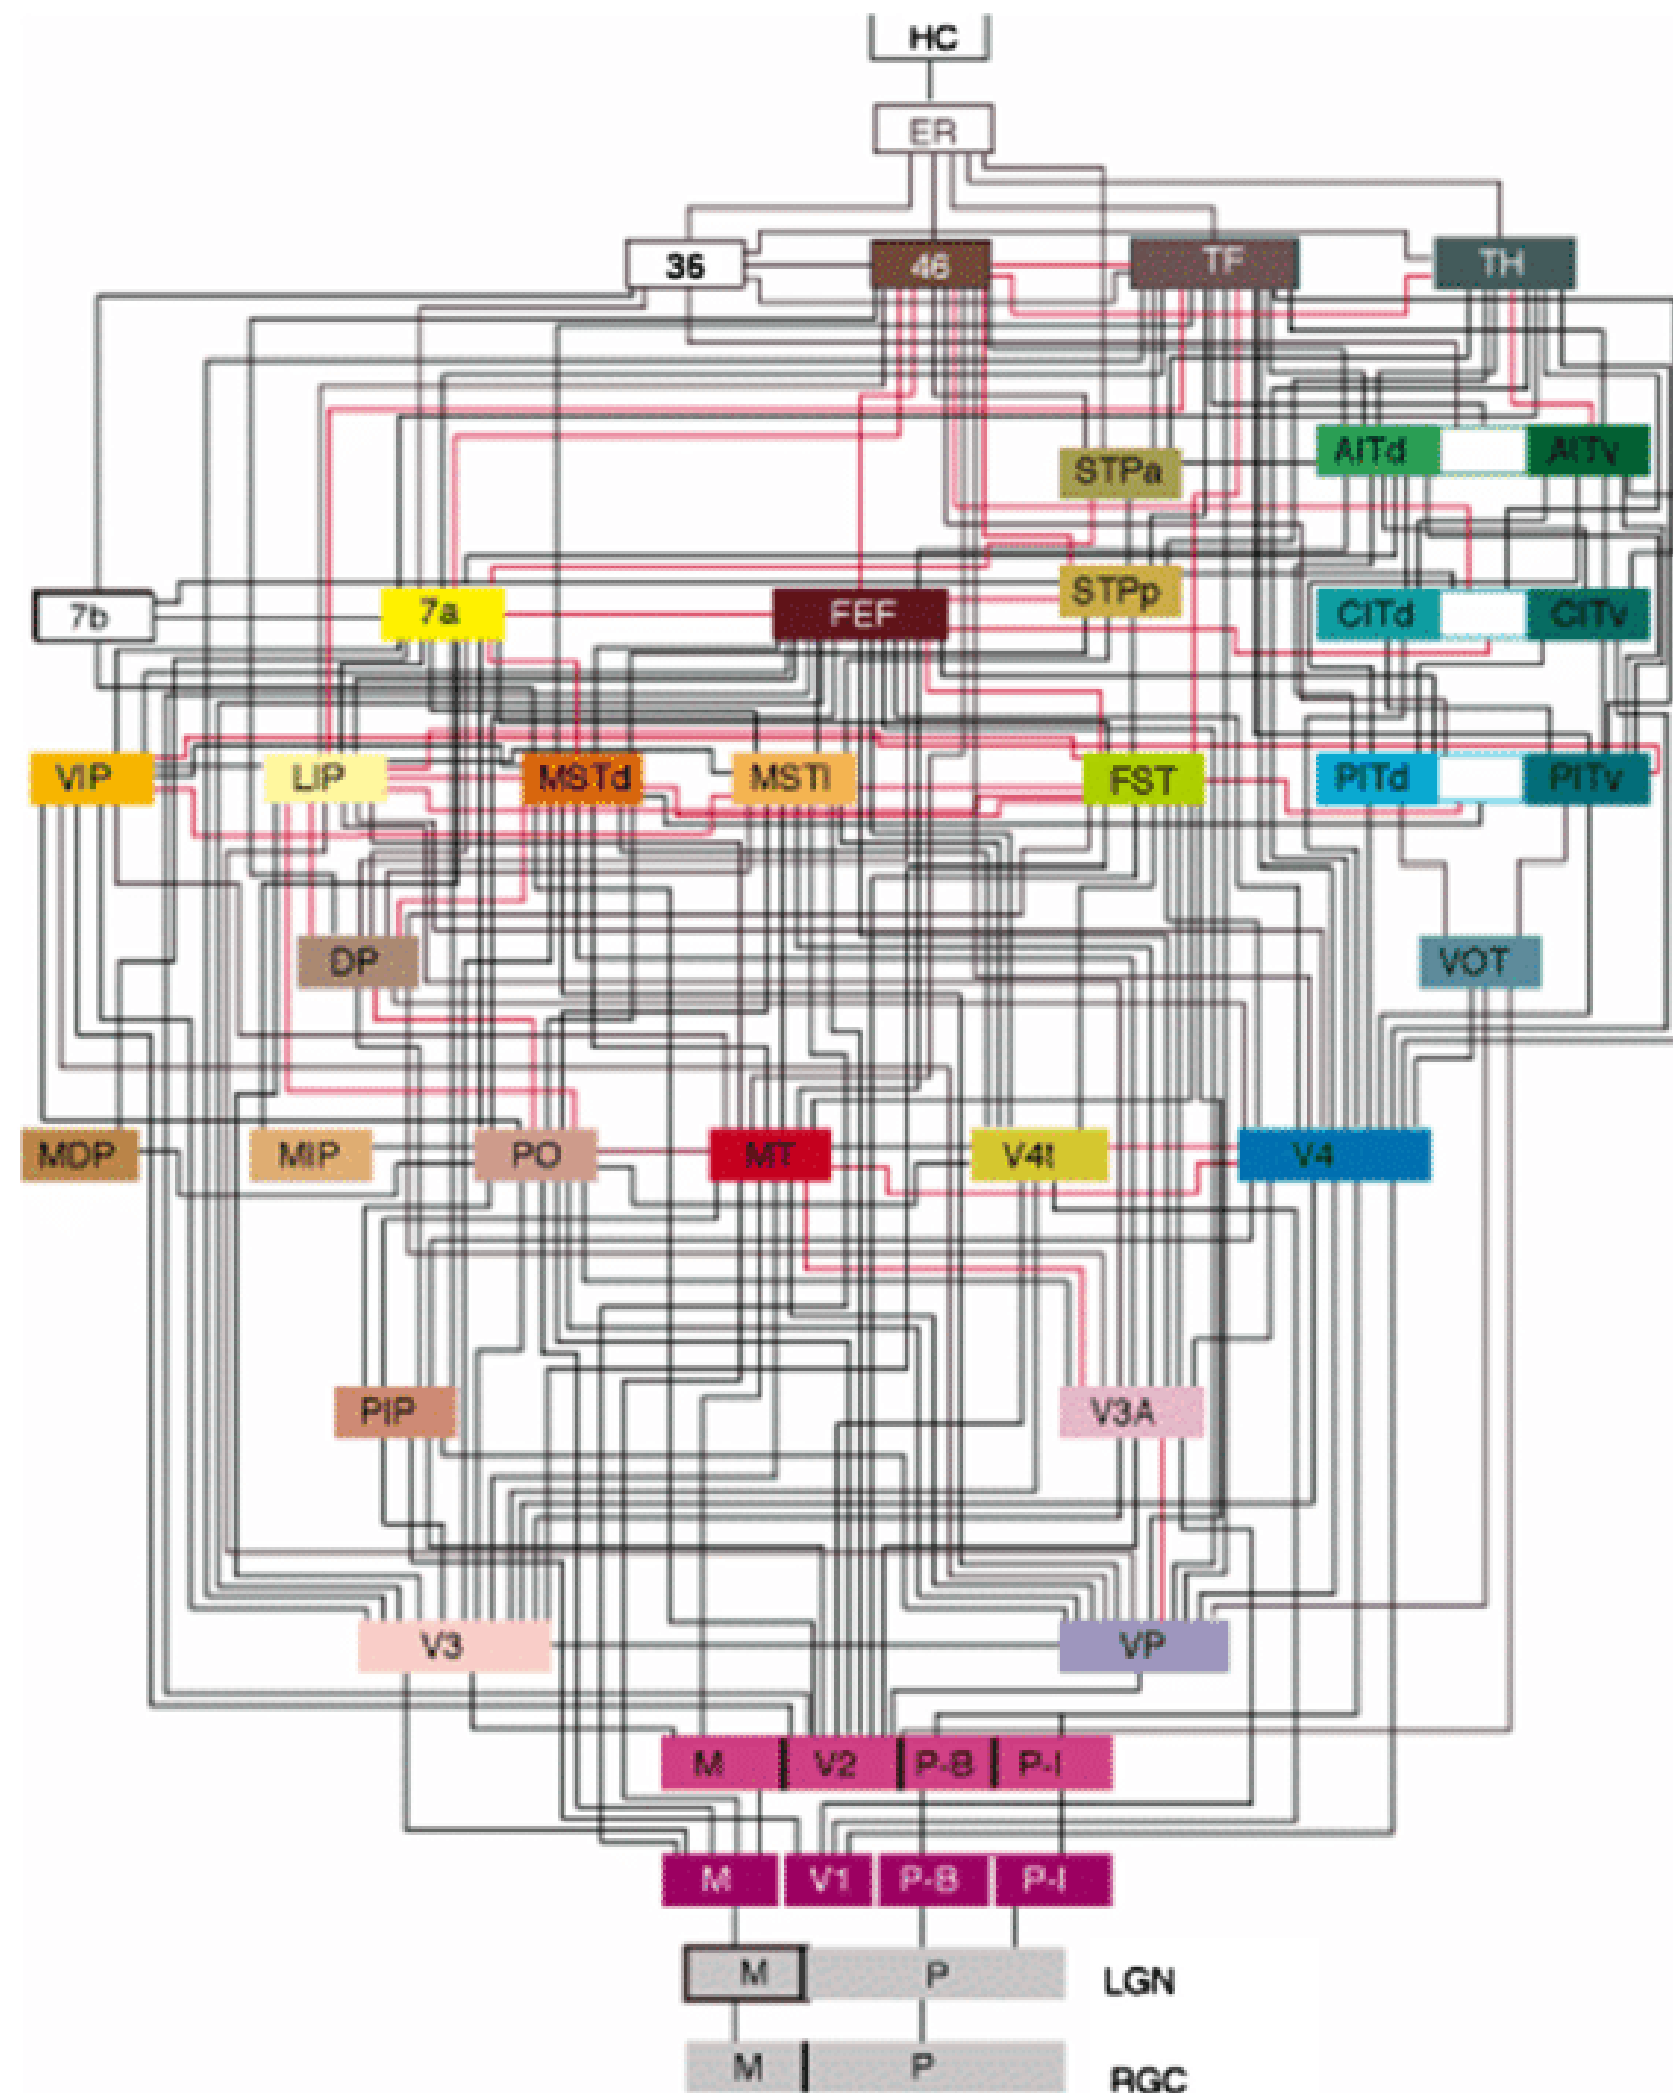 HC
ER
36 46 TF TH
AITd AITv
STPa
STPp
7b 7a FEF CITd CITv
VIP LIP MSTd MSTl FST PITd PITv
DP VOT
MDP MIP PO MT V4t V4
PIP V3A
V3 VP
M V2 P-B P-I
M V1 P-B P-I
M P LGN
M P RGC